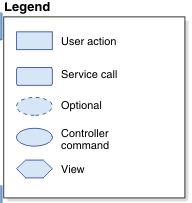 Legend
User action
Service call
Optional
Controller
command
View